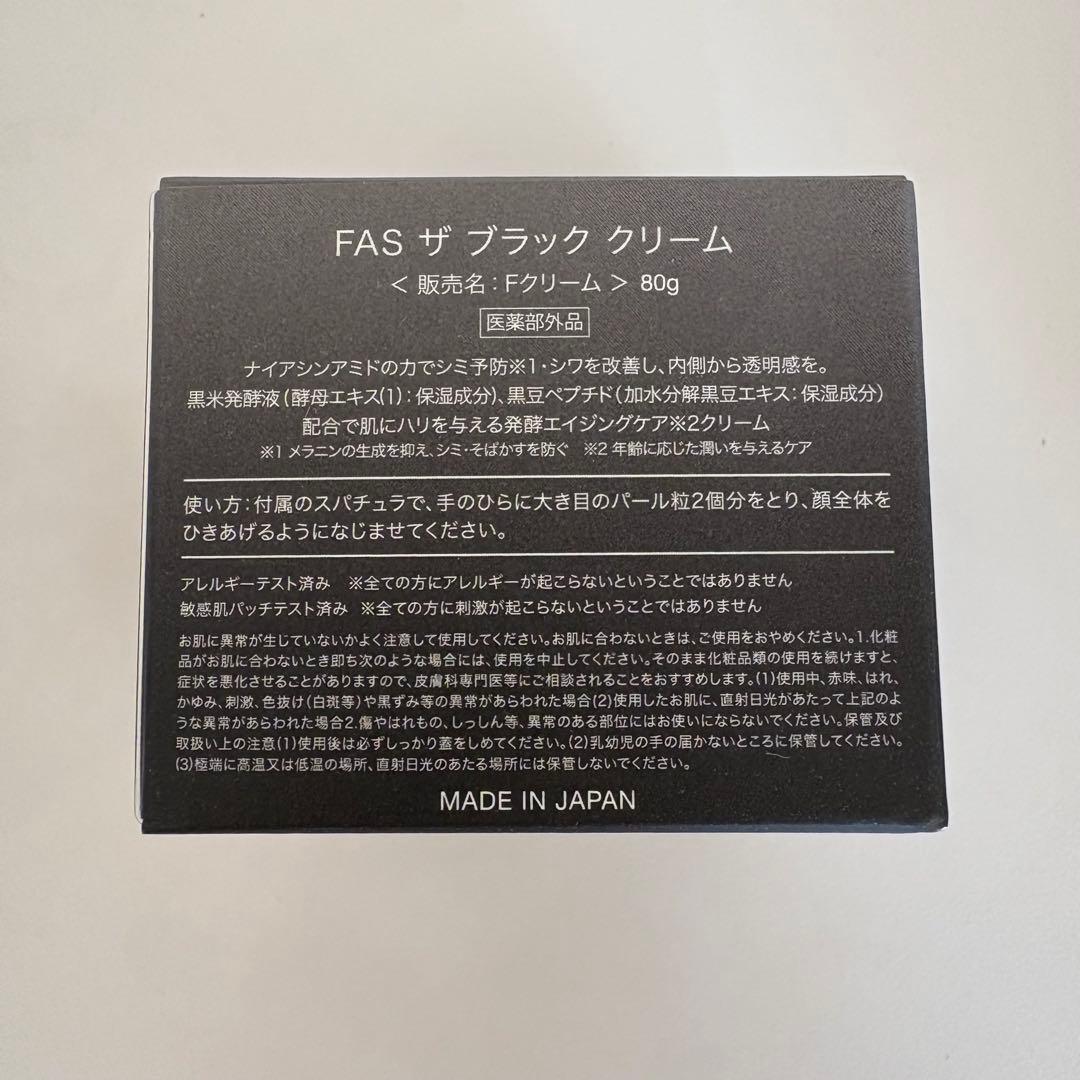 FAS ザ ブラック クリーム
＜ 販売名：Fクリーム ＞ 80g
医薬部外品
ナイアシンアミドの力でシミ予防※1・シワを改善し、内側から透明感を。
黒米発酵液（酵母エキス(1)：保湿成分）、黒豆ペプチド（加水分解黒豆エキス：保湿成分）
配合で肌にハリを与える発酵エイジングケア※2クリーム
※1 メラニンの生成を抑え、シミ・そばかすを防ぐ ※2 年齢に応じた潤いを与えるケア
使い方：付属のスパチュラで、手のひらに大き目のパール粒2個分をとり、顔全体を
ひきあげるようになじませてください。
アレルギーテスト済み ※全ての方にアレルギーが起こらないということではありません
敏感肌パッチテスト済み ※全ての方に刺激が起こらないということではありません
お肌に異常が生じていないかよく注意して使用してください。お肌に合わないときは、ご使用をおやめください。1.化粧
品がお肌に合わないとき即ち次のような場合には、使用を中止してください。そのまま化粧品類の使用を続けますと、
症状を悪化させることがありますので、皮膚科専門医等にご相談されることをおすすめします。(1)使用中、赤味、はれ、
かゆみ、刺激、色抜け（白斑等）や黒ずみ等の異常があらわれた場合(2)使用したお肌に、直射日光があたって上記のよ
うな異常があらわれた場合2.傷やはれもの、しっしん等、異常のある部位にはお使いにならないでください。保管及び
取扱い上の注意(1)使用後は必ずしっかり蓋をしめてください。(2)乳幼児の手の届かないところに保管してください。
(3)極端に高温又は低温の場所、直射日光のあたる場所には保管しないでください。
MADE IN JAPAN